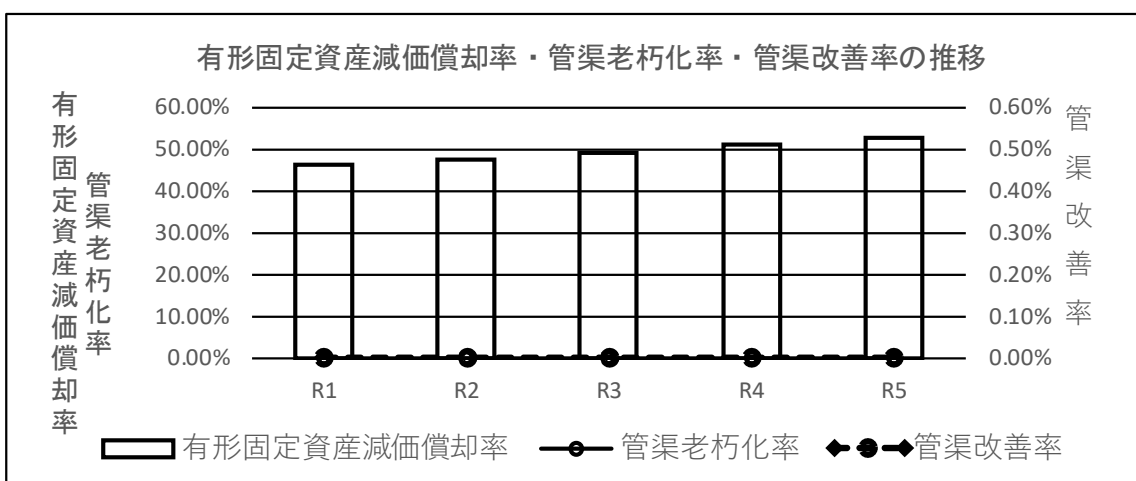 有形固定資産減価償却率・管渠老朽化率・管渠改善率の推移
有形固定資産減価償却率
管渠老朽化率
60.00%
50.00%
40.00%
30.00%
20.00%
10.00%
0.00%
0.60%
0.50%
0.40%
0.30%
0.20%
0.10%
0.00%
管渠改善率
R1 R2 R3 R4 R5
有形固定資産減価償却率 管渠老朽化率 管渠改善率